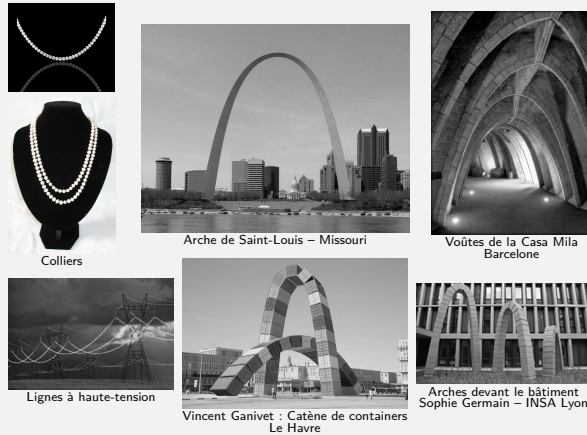 Arche de Saint-Louis – Missouri
Voûtes de la Casa Mila
Barcelone
Colliers
Lignes à haute-tension
Vincent Ganivet : Catène de containers
Le Havre
Arches devant le bâtiment
Sophie Germain – INSA Lyon